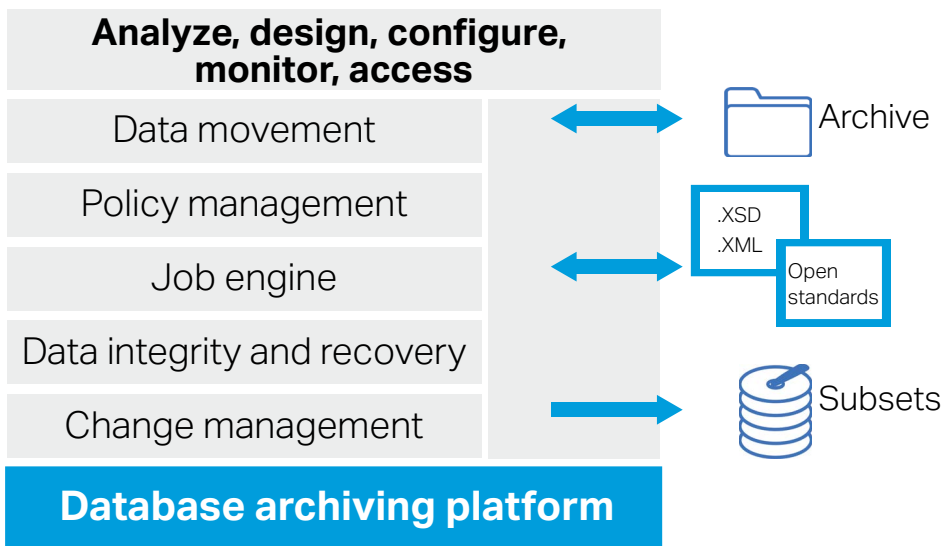 Analyze, design, configure,
monitor, access
Data movement
Policy management
Job engine
Data integrity and recovery
Change management
Database archiving platform
Archive
.XSD
.XML
Open
standards
Subsets